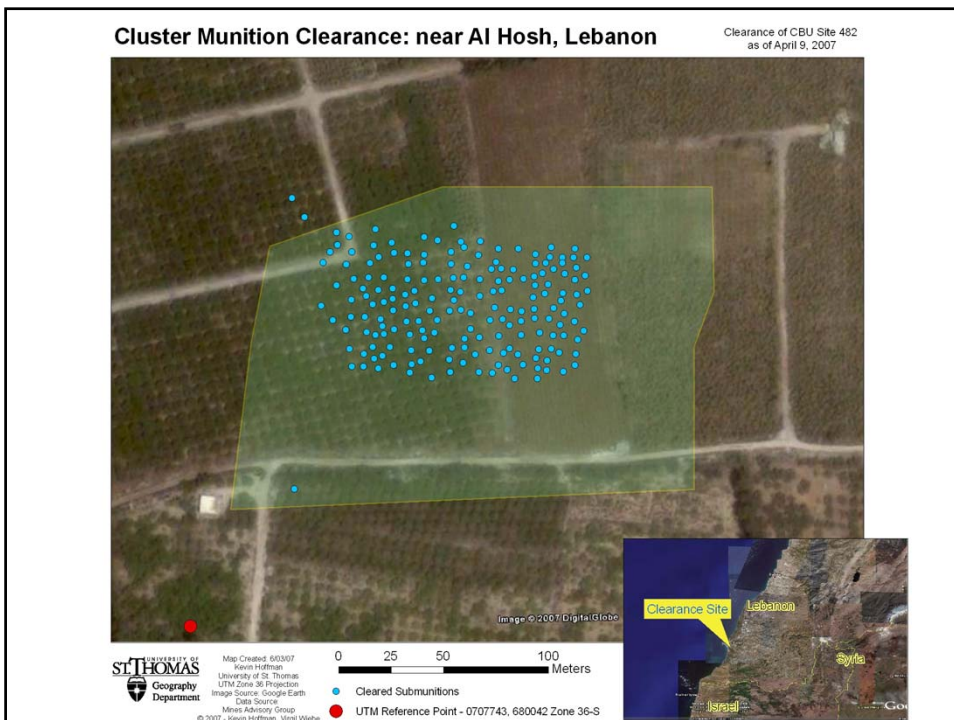 Cluster Munition Clearance: near Al Hosh, Lebanon
Clearance of CBU Site 482
as of April 9, 2007
Image © 2007 DigitalGlobe
Clearance Site
Lebanon
Syria
Israel
UNIVERSITY OF
ST. THOMAS
Geography
Department
Map Created: 6/03/07
Kevin Hoffman
University of St. Thomas
UTM Zone 36 Projection
Image Source: Google Earth
Data Source:
Mines Advisory Group
© 2007 - Kevin Hoffman, Virgil Wiebe
0 25 50 100
Meters
Cleared Submunitions
UTM Reference Point - 0707743, 680042 Zone 36-S